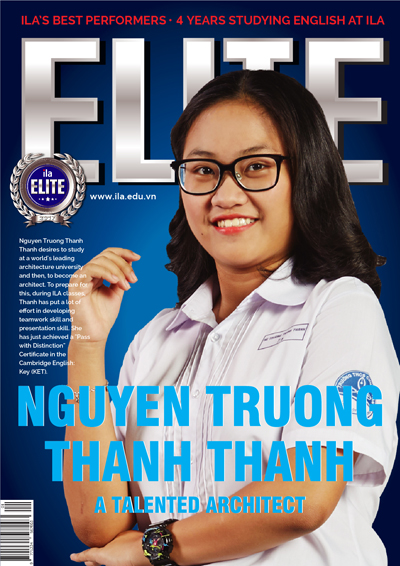 ILA'S BEST PERFORMERS • 4 YEARS STUDYING ENGLISH AT ILA
ELITE
ila
ELITE
2017
www.ila.edu.vn
Nguyen Truong Thanh
Thanh desires to study
at a world's leading
architecture university
and then, to become an
architect. To prepare for
this, during ILA classes
Thanh has put a lot of
effort in developing
teamwork skill and
presentation skill. She
has just achieved a "Pass
with Distinction"
Certificate in the
Cambridge English
Key (KET).
NGUYEN TRUONG
THANH THANH
A TALENTED ARCHITECT